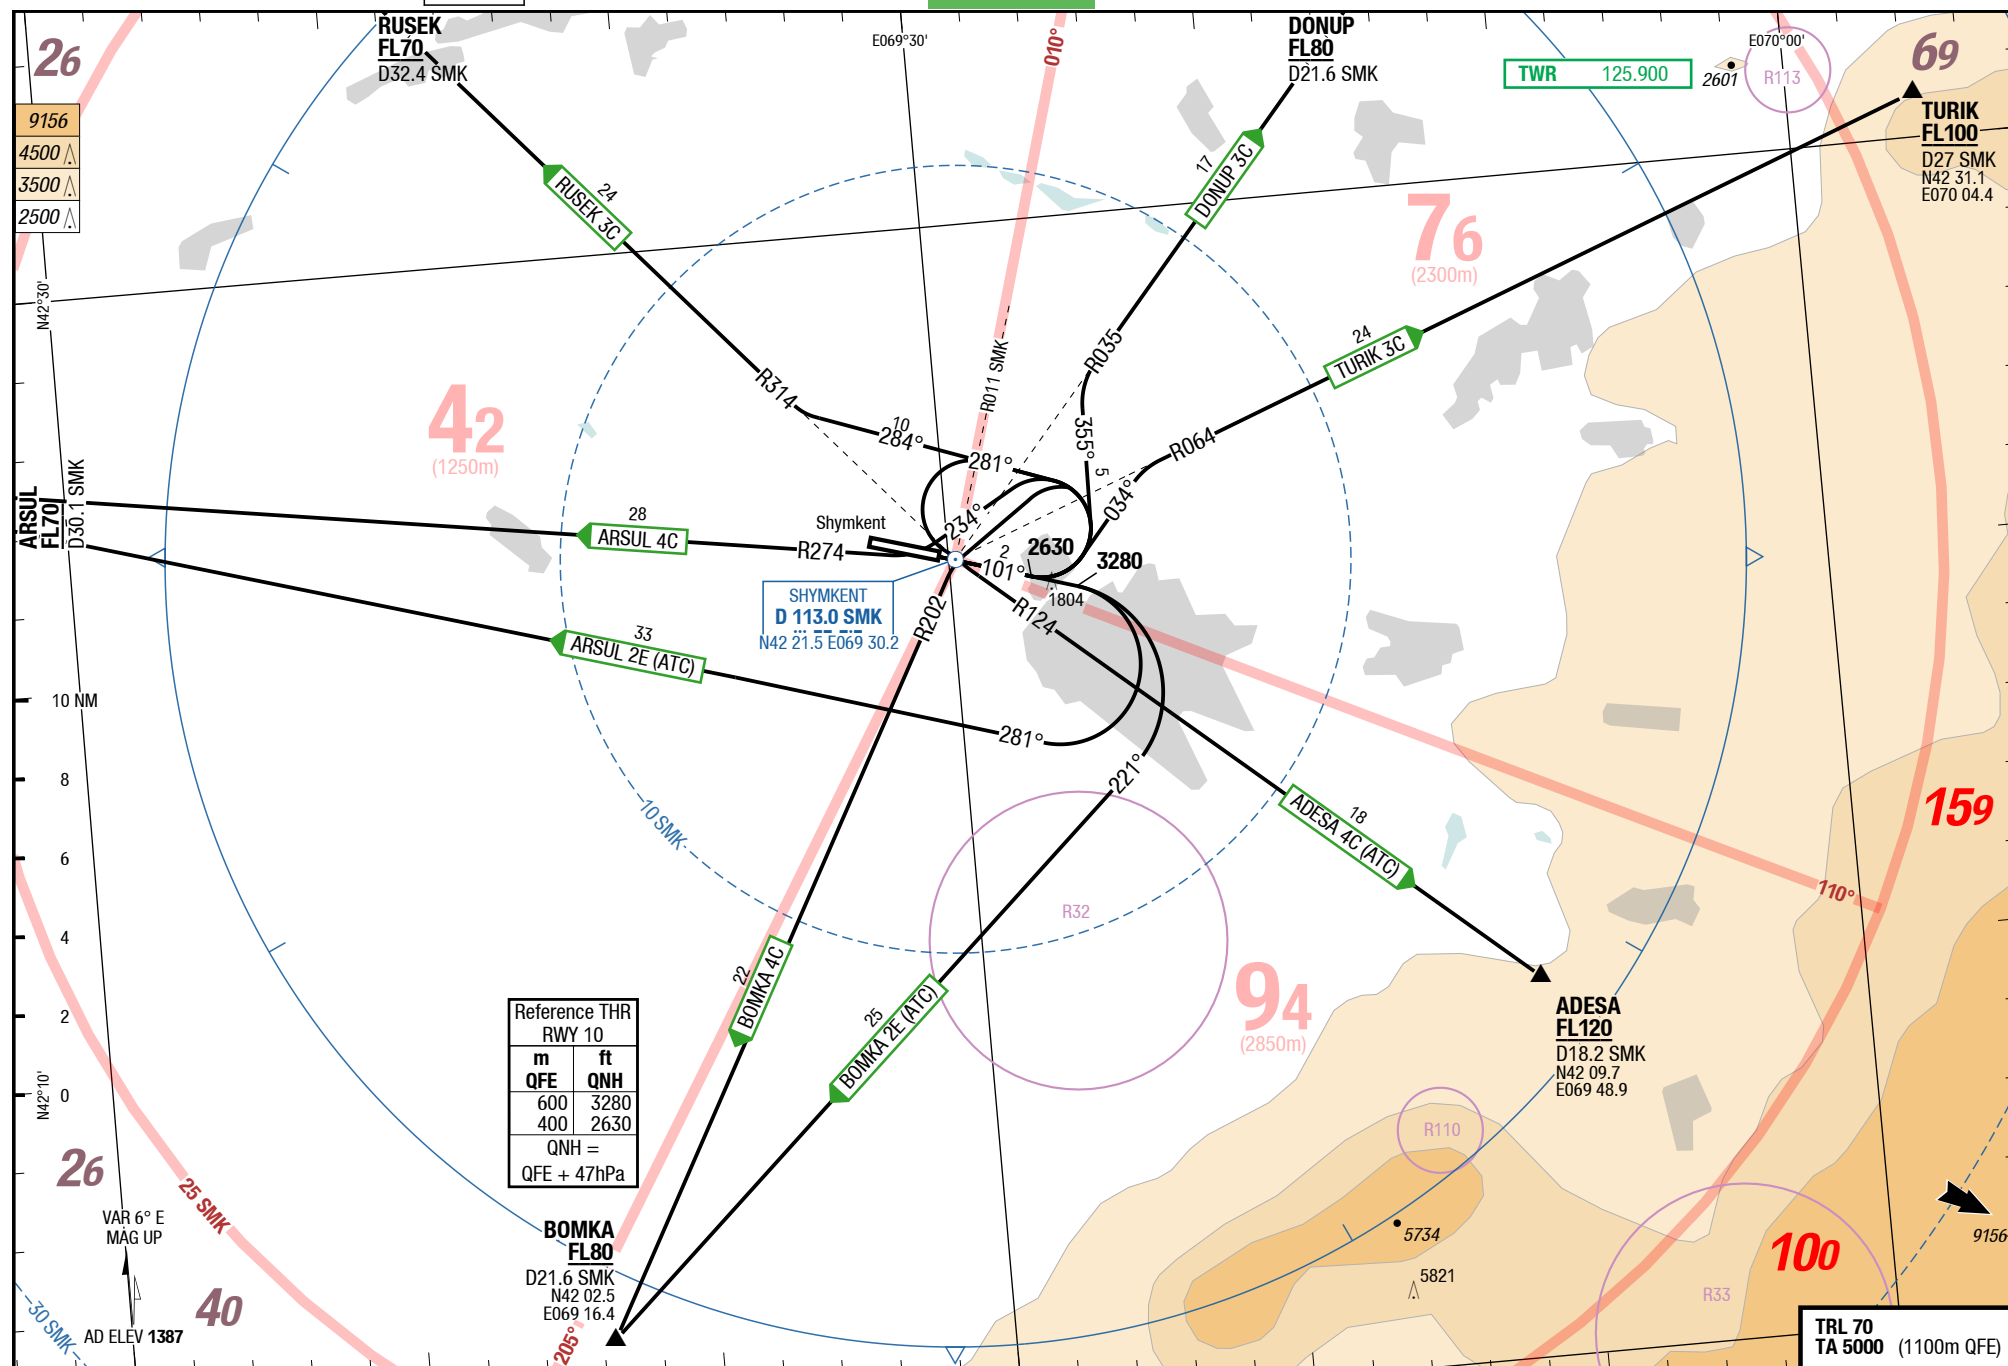 RUSEK
FL70
D32.4 SMK
E069°30'
010°
DONUP
FL80
D21.6 SMK
TWR 125.900
2601
R113
E070°00'
69
TURIK
FL100
D27 SMK
N42 31.1
E070 04.4
26
9156
4500
3500
2500
24
RUSEK 3C
17
DONUP 3C
76
(2300m)
N42°30'
24
TURIK 3C
R035
R011 SMK
R314
42
(1250m)
10
284°
281°
355°
5
R064
034°
234°
ARSUL
FL70
D30.1 SMK
28
ARSUL 4C
R274
Shymkent
2
101°
2630
3280
1804
R124
R202
SHYMKENT
D 113.0 SMK
N42 21.5 E069 30.2
33
ARSUL 2E (ATC)
281°
221°
10 NM
8
6
4
2
0
N42°10'
10 SMK
R32
18
ADESA 4C (ATC)
159
110°
22
BOMKA 4C
25
BOMKA 2E (ATC)
94
(2850m)
ADESA
FL120
D18.2 SMK
N42 09.7
E069 48.9
Reference THR
RWY 10
m ft
QFE QNH
600 3280
400 2630
QNH =
QFE + 47hPa
R110
5734
5821
R33
100
9156
26
25 SMK
VAR 6° E
MAG UP
40
30 SMK
AD ELEV 1387
BOMKA
FL80
D21.6 SMK
N42 02.5
E069 16.4
205°
TRL 70
TA 5000 (1100m QFE)